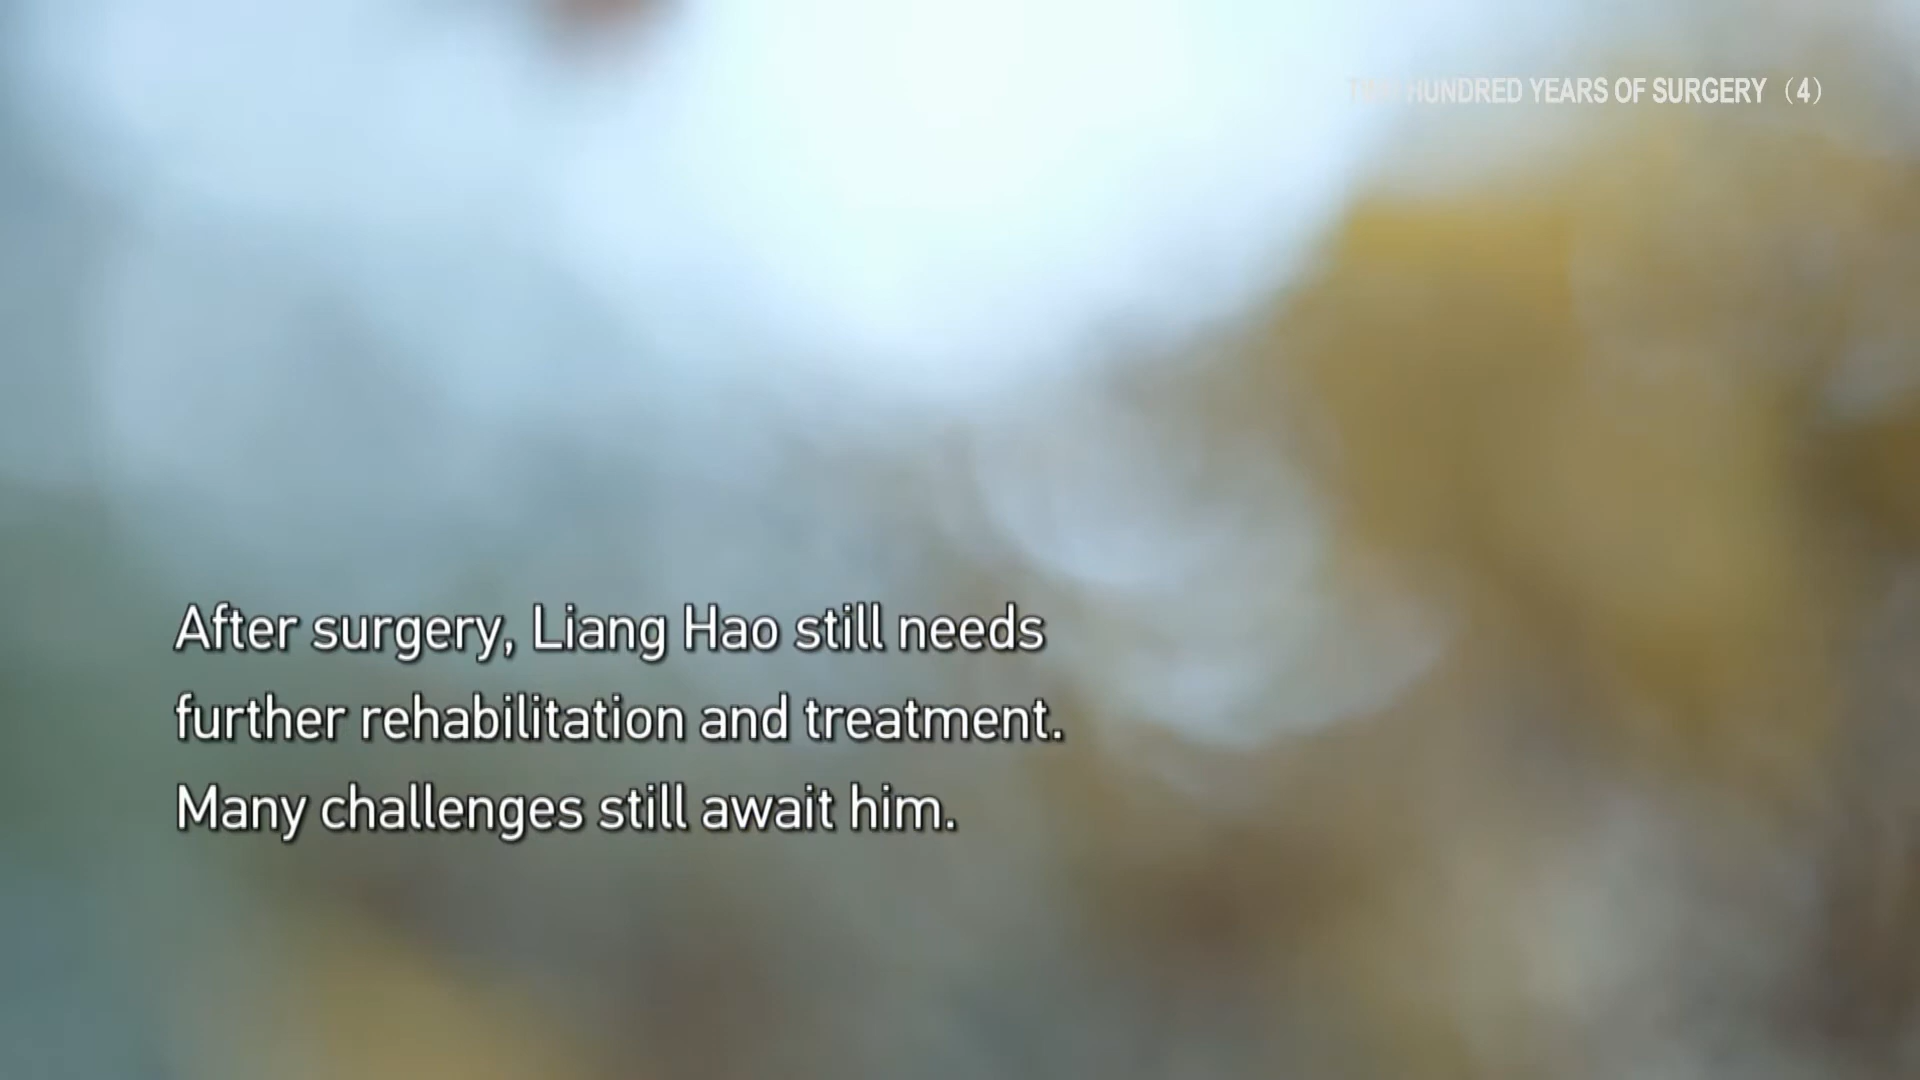 HUNDRED YEARS OF SURGERY（4）
After surgery, Liang Hao still needs
further rehabilitation and treatment.
Many challenges still await him.